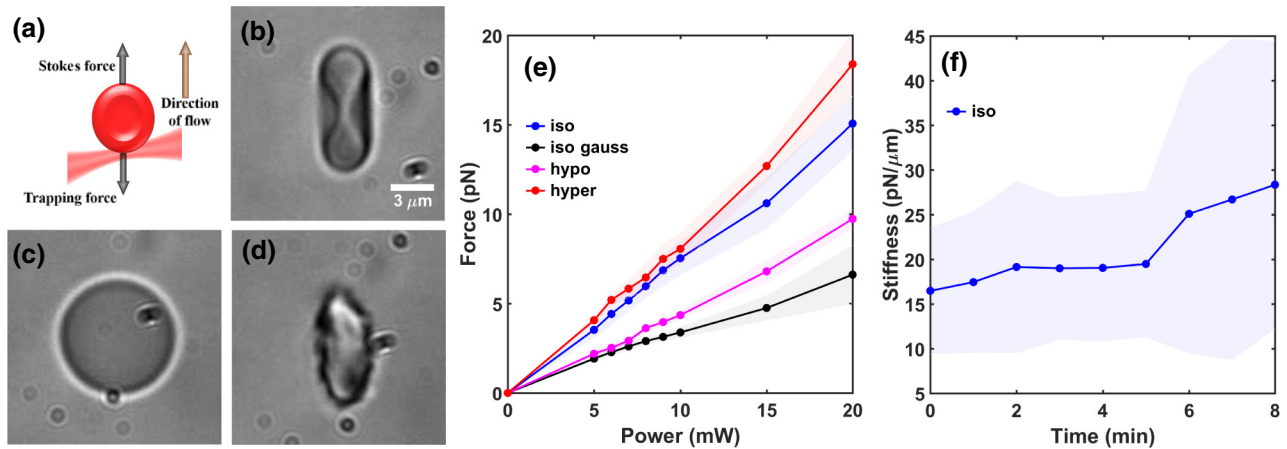 (a)
Stokes force
Direction
of flow
Trapping force
(b)
3 μm
(c)
(d)
(e)
20
15
10
5
0
Force (pN)
iso
iso gauss
hypo
hyper
0 5 10 15 20
Power (mW)
(f)
45
40
35
30
25
20
15
10
5
Stiffness (pN/μm)
iso
0 2 4 6 8
Time (min)